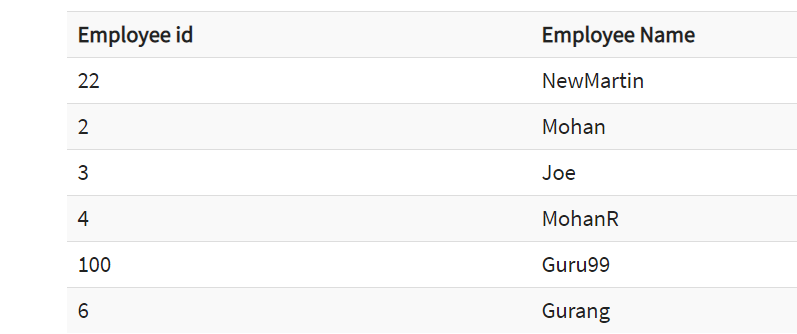 Employee id Employee Name
22 NewMartin
2 Mohan
3 Joe
4 MohanR
100 Guru99
6 Gurang